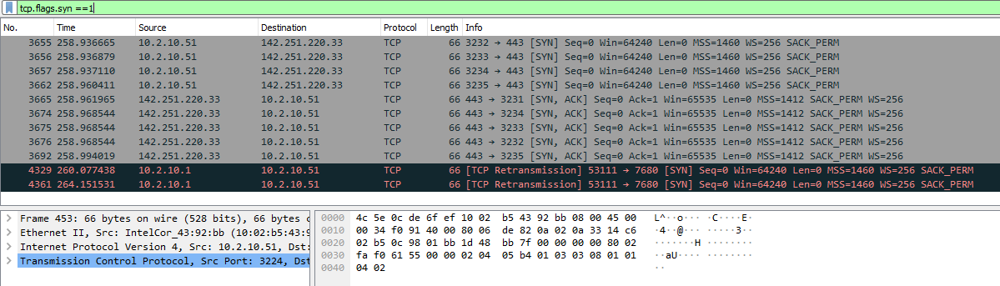 tcp.flags.syn ==1
No. Time Source Destination Protocol Length Info
3655 258.936665 10.2.10.51 142.251.220.33 TCP 66 3232 → 443 [SYN] Seq=0 Win=64240 Len=0 MSS=1460 WS=256 SACK_PERM
3656 258.936879 10.2.10.51 142.251.220.33 TCP 66 3233 → 443 [SYN] Seq=0 Win=64240 Len=0 MSS=1460 WS=256 SACK_PERM
3657 258.937110 10.2.10.51 142.251.220.33 TCP 66 3234 → 443 [SYN] Seq=0 Win=64240 Len=0 MSS=1460 WS=256 SACK_PERM
3662 258.960411 10.2.10.51 142.251.220.33 TCP 66 3235 → 443 [SYN] Seq=0 Win=64240 Len=0 MSS=1460 WS=256 SACK_PERM
3665 258.961965 142.251.220.33 10.2.10.51 TCP 66 443 → 3231 [SYN, ACK] Seq=0 Ack=1 Win=65535 Len=0 MSS=1412 SACK_PERM WS=256
3674 258.968544 142.251.220.33 10.2.10.51 TCP 66 443 → 3234 [SYN, ACK] Seq=0 Ack=1 Win=65535 Len=0 MSS=1412 SACK_PERM WS=256
3675 258.968544 142.251.220.33 10.2.10.51 TCP 66 443 → 3233 [SYN, ACK] Seq=0 Ack=1 Win=65535 Len=0 MSS=1412 SACK_PERM WS=256
3676 258.968544 142.251.220.33 10.2.10.51 TCP 66 443 → 3232 [SYN, ACK] Seq=0 Ack=1 Win=65535 Len=0 MSS=1412 SACK_PERM WS=256
3692 258.994019 142.251.220.33 10.2.10.51 TCP 66 443 → 3235 [SYN, ACK] Seq=0 Ack=1 Win=65535 Len=0 MSS=1412 SACK_PERM WS=256
4329 260.077438 10.2.10.1 10.2.10.51 TCP 66 [TCP Retransmission] 53111 → 7680 [SYN] Seq=0 Win=64240 Len=0 MSS=1460 WS=256 SACK_PERM
4361 264.151531 10.2.10.1 10.2.10.51 TCP 66 [TCP Retransmission] 53111 → 7680 [SYN] Seq=0 Win=64240 Len=0 MSS=1460 WS=256 SACK_PERM
Frame 453: 66 bytes on wire (528 bits), 66 bytes c
Ethernet II, Src: IntelCor_43:92:bb (10:02:b5:43:9
Internet Protocol Version 4, Src: 10.2.10.51, Dst:
Transmission Control Protocol, Src Port: 3224, Dst
0000 4c 5e 0c de 6f ef 10 02 b5 43 92 bb 08 00 45 00 L^··o··· ·C····E·
0010 00 34 f0 91 40 00 80 06 de 82 0a 02 0a 33 14 c6 ·4··@··· ·····3··
0020 02 b5 0c 98 01 bb 1d 48 bb 7f 00 00 00 00 80 02 ·······H ········
0030 fa f0 61 55 00 00 02 04 05 b4 01 03 03 08 01 01 ··aU···· ········
0040 04 02 ··